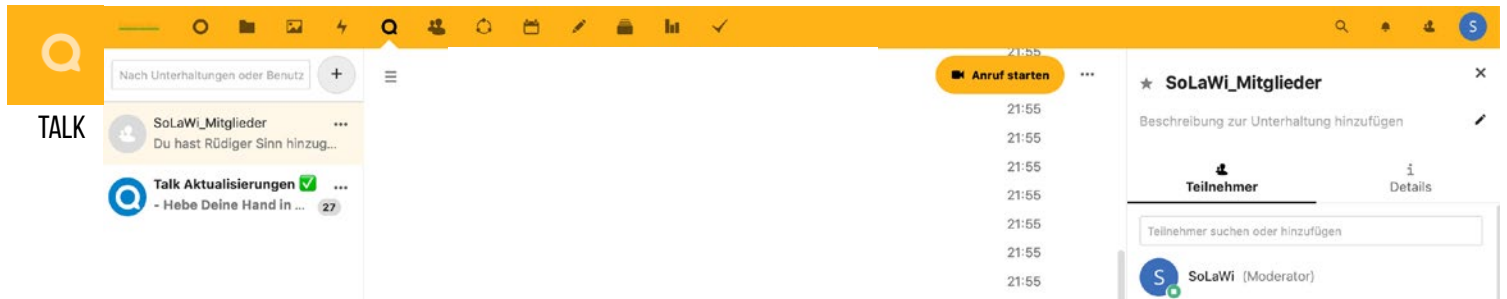 TALK
S
Nach Unterhaltungen oder Benutz
+
SoLaWi_Mitglieder
Du hast Rüdiger Sinn hinzug...
Talk Aktualisierungen ✅
- Hebe Deine Hand in ...
27
21:55
Anruf starten
21:55
21:55
21:55
21:55
21:55
21:55
21:55
SoLaWi_Mitglieder
Beschreibung zur Unterhaltung hinzufügen
Teilnehmer
Details
Teilnehmer suchen oder hinzufügen
S
SoLaWi (Moderator)